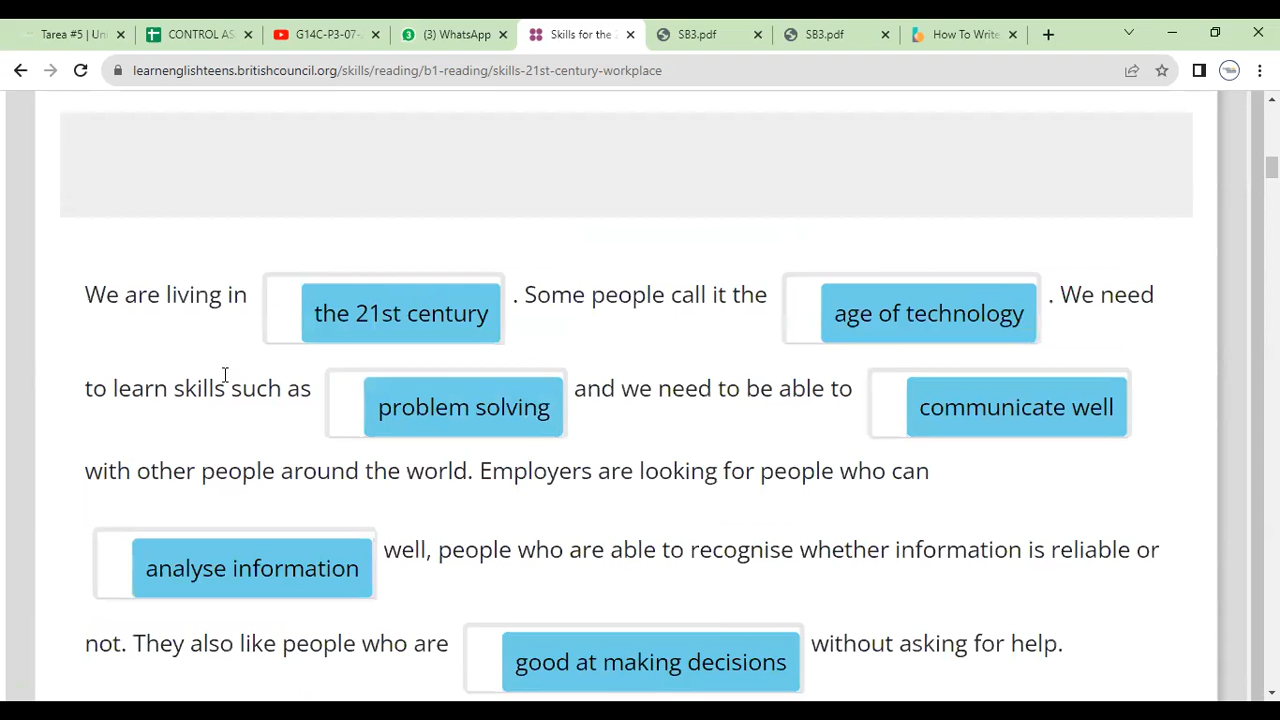 Tarea #5 | Un
CONTROL AS
G14C-P3-07-
(3) WhatsApp
Skills for the 2
SB3.pdf
SB3.pdf
How To Write
learnenglishteens.britishcouncil.org/skills/reading/b1-reading/skills-21st-century-workplace
We are living in the 21st century . Some people call it the age of technology . We need
to learn skills such as problem solving and we need to be able to communicate well
with other people around the world. Employers are looking for people who can
analyse information well, people who are able to recognise whether information is reliable or
not. They also like people who are good at making decisions without asking for help.